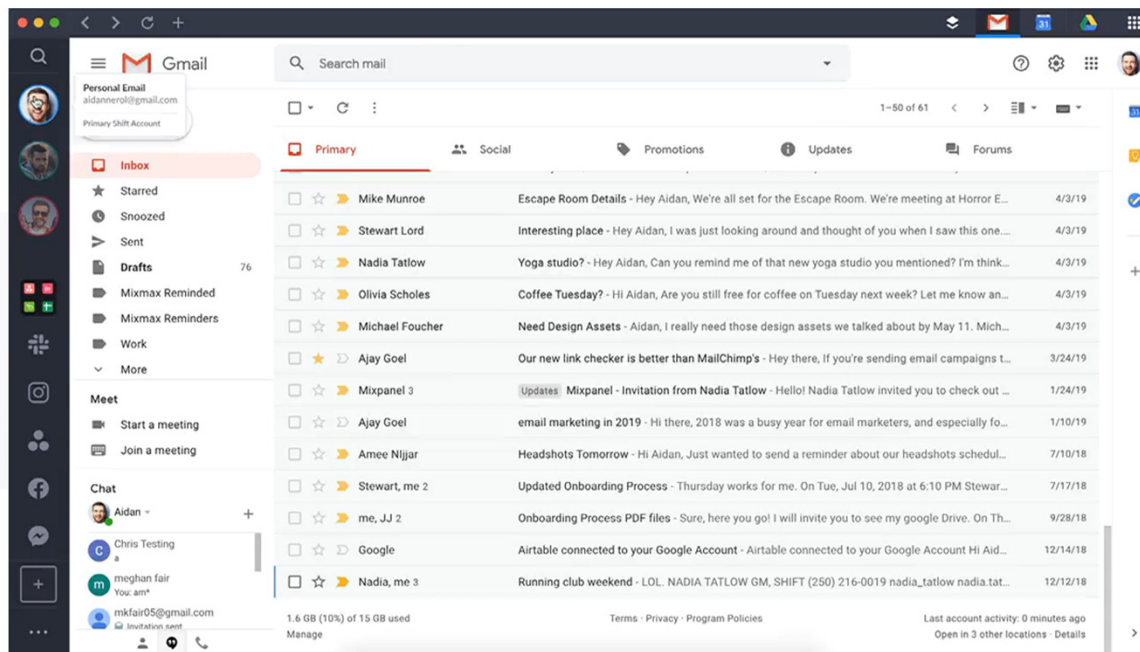 31
Gmail
Search mail
Personal Email
aidannerol@gmail.com
Primary Shift Account
1–50 of 61
31
Primary
Social
Promotions
Updates
Forums
Inbox
Starred
Snoozed
Sent
Drafts 76
Mixmax Reminded
Mixmax Reminders
Work
More
Meet
Start a meeting
Join a meeting
Chat
Aidan
C Chris Testing
a
m meghan fair
You: am*
mkfair05@gmail.com
Invitation sent
Mike Munroe Escape Room Details - Hey Aidan, We're all set for the Escape Room. We're meeting at Horror E... 4/3/19
Stewart Lord Interesting place - Hey Aidan, I was just looking around and thought of you when I saw this one.... 4/3/19
Nadia Tatlow Yoga studio? - Hey Aidan, Can you remind me of that new yoga studio you mentioned? I'm think... 4/3/19
Olivia Scholes Coffee Tuesday? - Hi Aidan, Are you still free for coffee on Tuesday next week? Let me know an... 4/3/19
Michael Foucher Need Design Assets - Aidan, I really need those design assets we talked about by May 11. Mich... 4/3/19
Ajay Goel Our new link checker is better than MailChimp's - Hey there, If you're sending email campaigns t... 3/24/19
Mixpanel 3 Updates Mixpanel - Invitation from Nadia Tatlow - Hello! Nadia Tatlow invited you to check out ... 1/24/19
Ajay Goel email marketing in 2019 - Hi there, 2018 was a busy year for email marketers, and especially fo... 1/10/19
Amee NIjjar Headshots Tomorrow - Hi Aidan, Just wanted to send a reminder about our headshots schedul... 7/10/18
Stewart, me 2 Updated Onboarding Process - Thursday works for me. On Tue, Jul 10, 2018 at 6:10 PM Stewar... 7/17/18
me, JJ 2 Onboarding Process PDF files - Sure, here you go! I will invite you to see my google Drive. On Th... 9/28/18
Google Airtable connected to your Google Account - Airtable connected to your Google Account Hi Aid... 12/14/18
Nadia, me 3 Running club weekend - LOL. NADIA TATLOW GM, SHIFT (250) 216-0019 nadia_tatlow nadia.tat... 12/12/18
1.6 GB (10%) of 15 GB used
Manage
Terms · Privacy · Program Policies
Last account activity: 0 minutes ago
Open in 3 other locations · Details